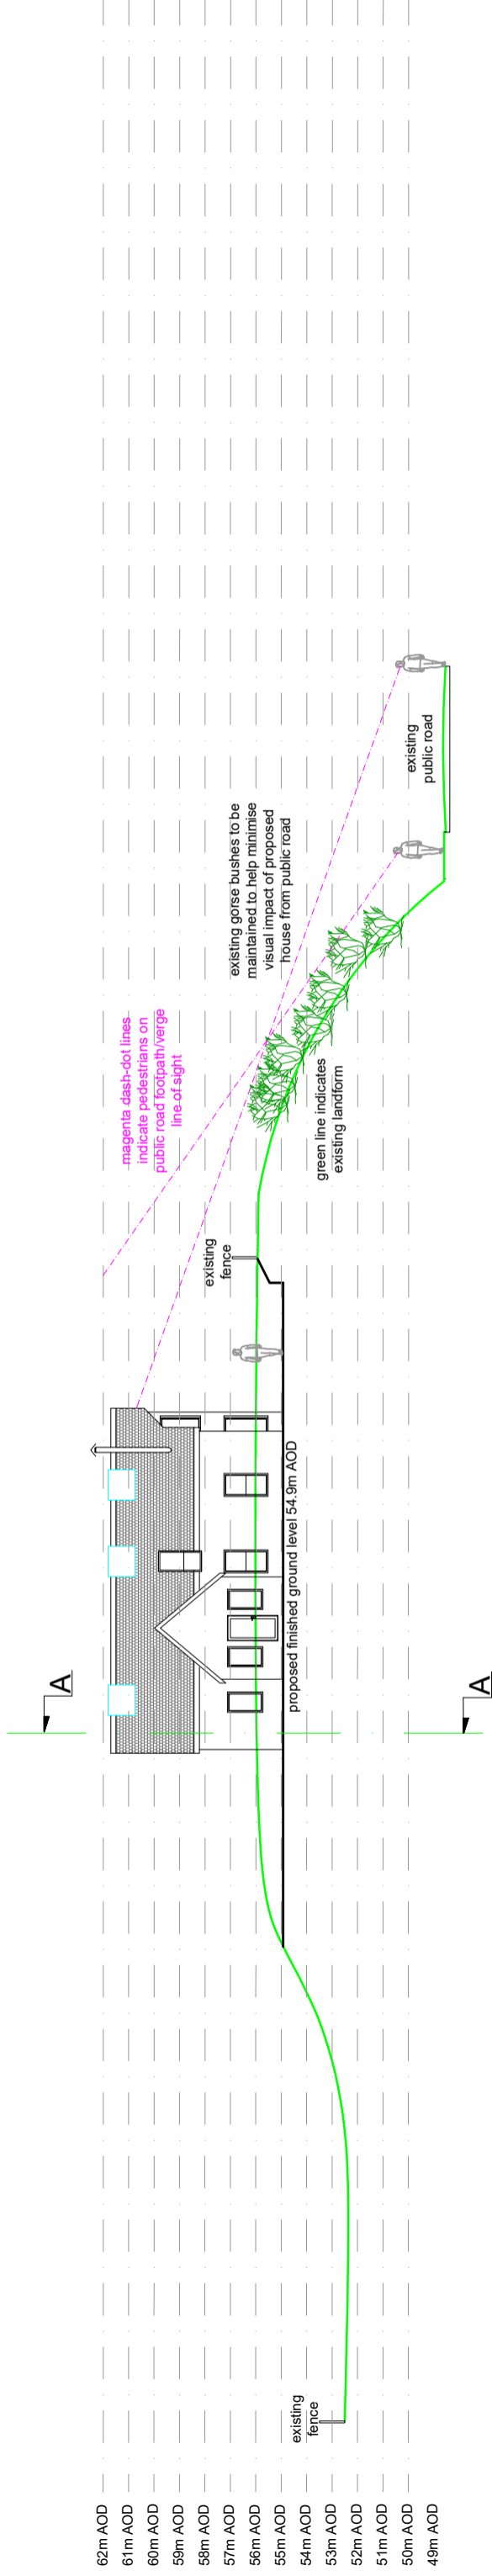 62m AOD
61m AOD
60m AOD
59m AOD
58m AOD
57m AOD
56m AOD
55m AOD
54m AOD
53m AOD
52m AOD
51m AOD
50m AOD
49m AOD
existing
fence
A
A
proposed finished ground level 54.9m AOD
existing
fence
magenta dash-dot lines
indicate pedestrians on
public road footpath/verge
line of sight
green line indicates
existing landform
existing gorse bushes to be
maintained to help minimise
visual impact of proposed
house from public road
existing
public road